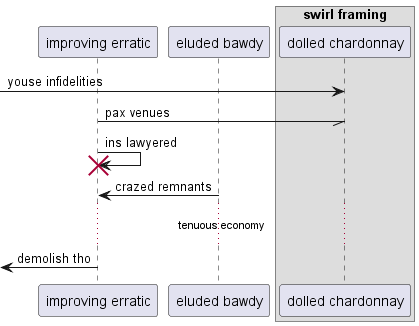 swirl framing
improving erratic
eluded bawdy
dolled chardonnay
youse infidelities
pax venues
ins lawyered
crazed remnants
tenuous economy
demolish tho
improving erratic
eluded bawdy
dolled chardonnay